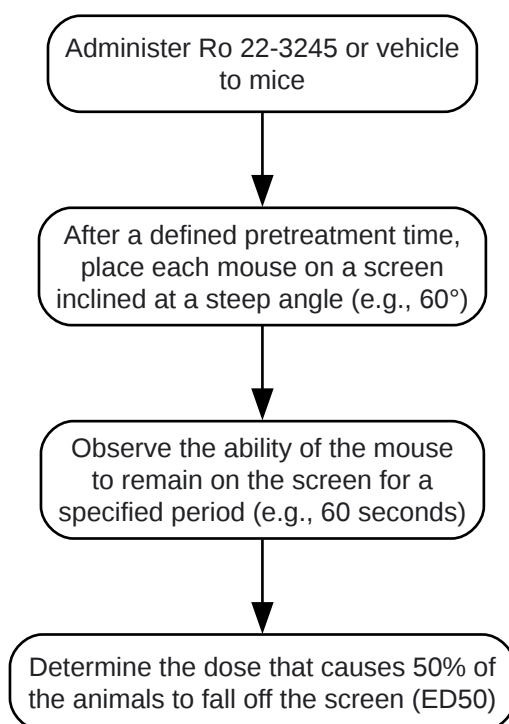 Administer Ro 22-3245 or vehicle
to mice
After a defined pretreatment time,
place each mouse on a screen
inclined at a steep angle (e.g., 60°)
Observe the ability of the mouse
to remain on the screen for a
specified period (e.g., 60 seconds)
Determine the dose that causes 50% of
the animals to fall off the screen (ED50)